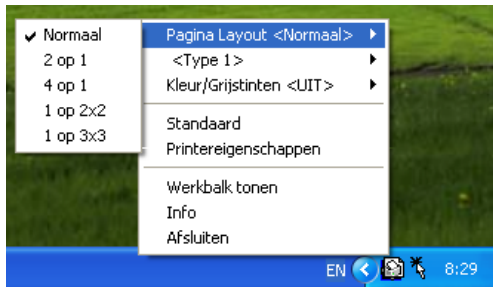 Normaal
2 op 1
4 op 1
1 op 2x2
1 op 3x3
Pagina Layout <Normaal>
<Type 1>
Kleur/Grijstinten <UIT>
Standaard
Printereigenschappen
Werkbalk tonen
Info
Afsluiten
EN
8:29